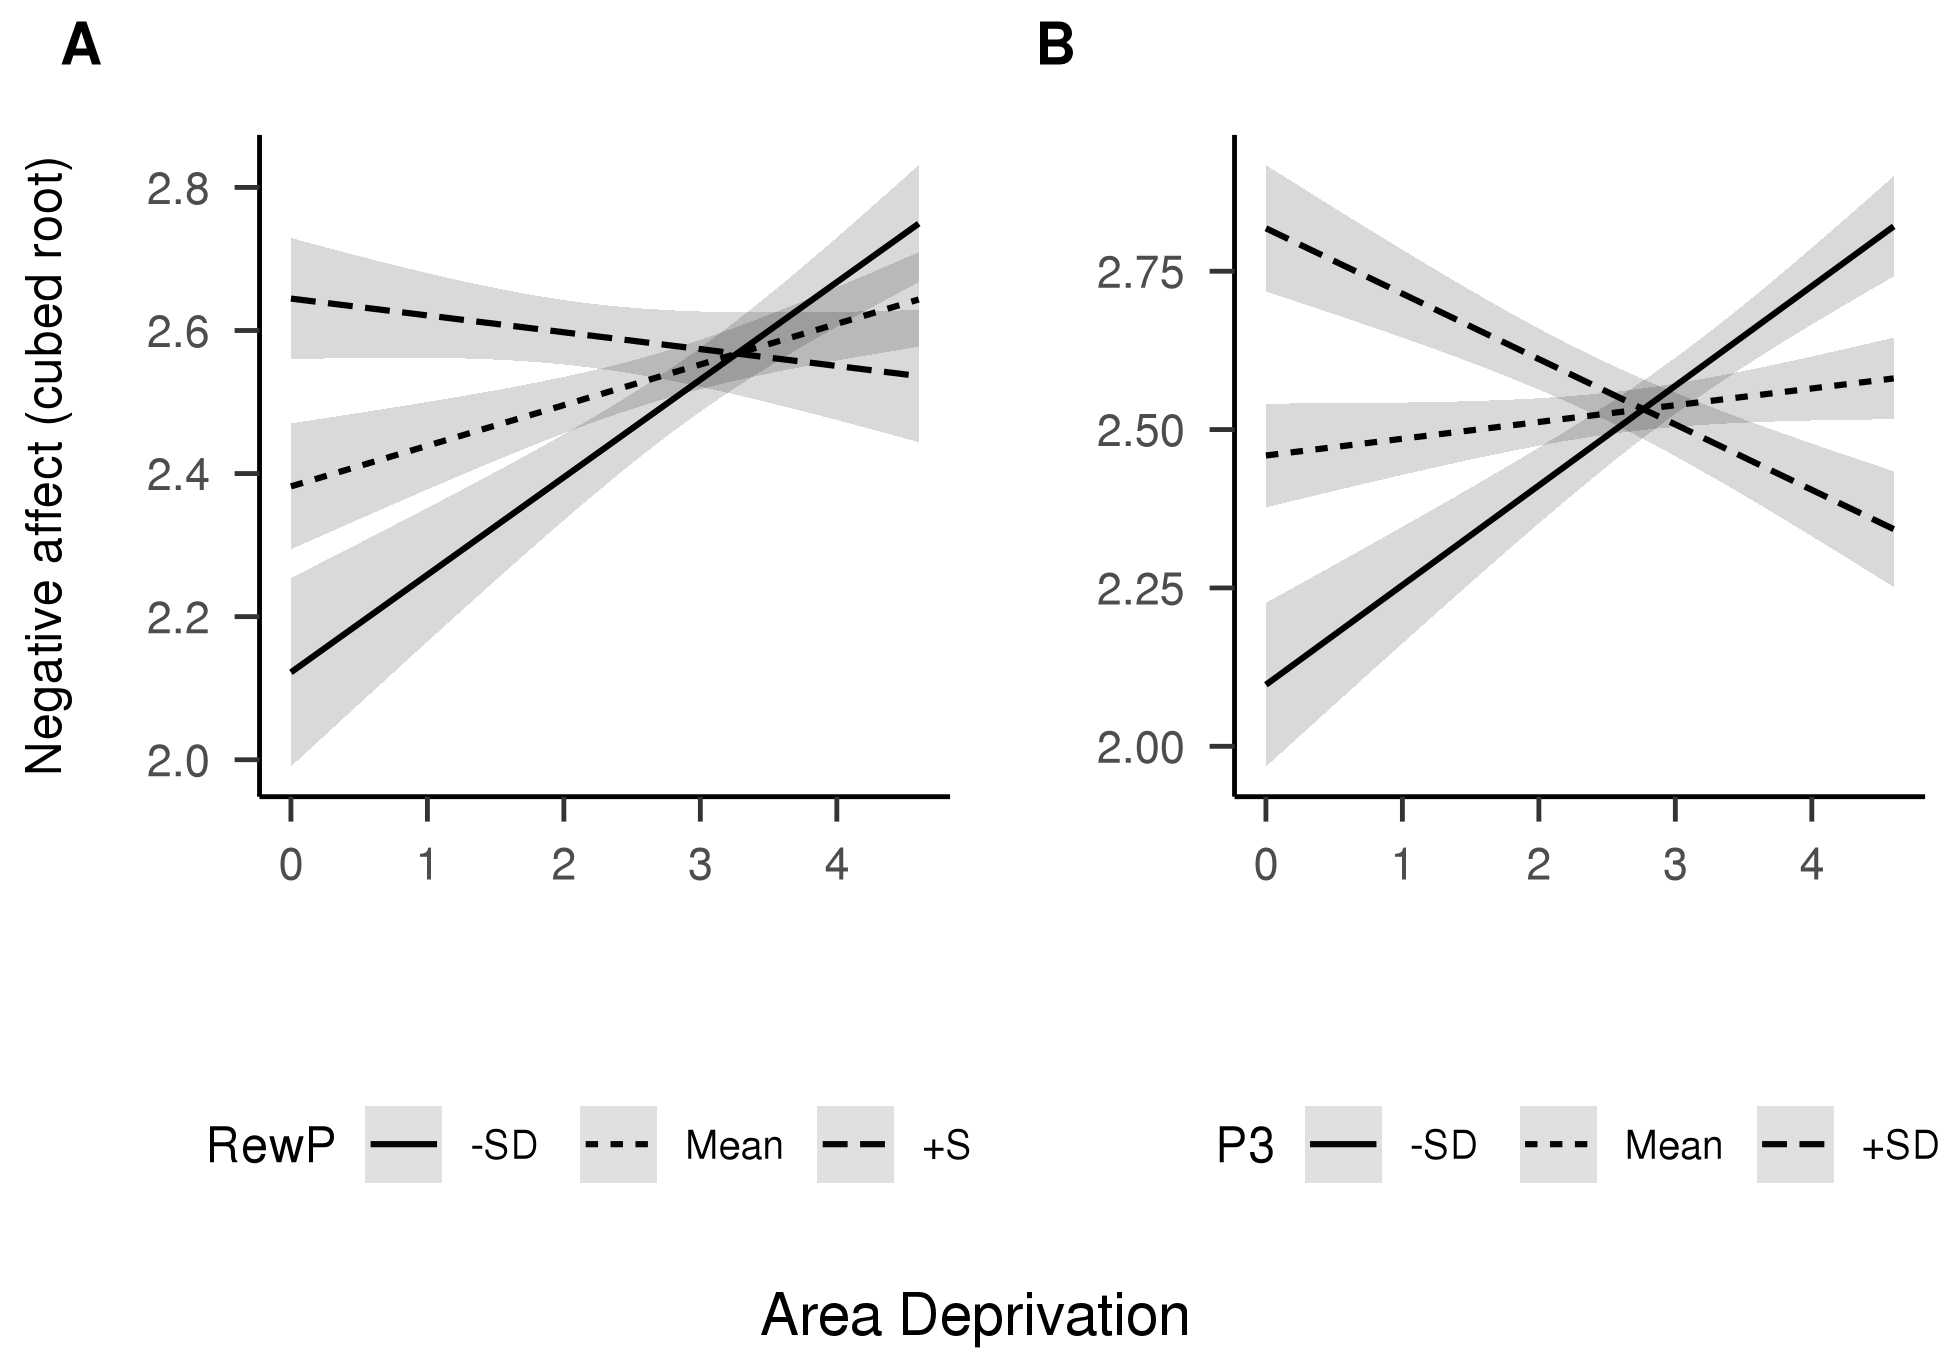 A
B
Negative affect (cubed root)
2.8
2.6
2.4
2.2
2.0
0 1 2 3 4
2.75
2.50
2.25
2.00
0 1 2 3 4
RewP -SD Mean +S
P3 -SD Mean +SD
Area Deprivation